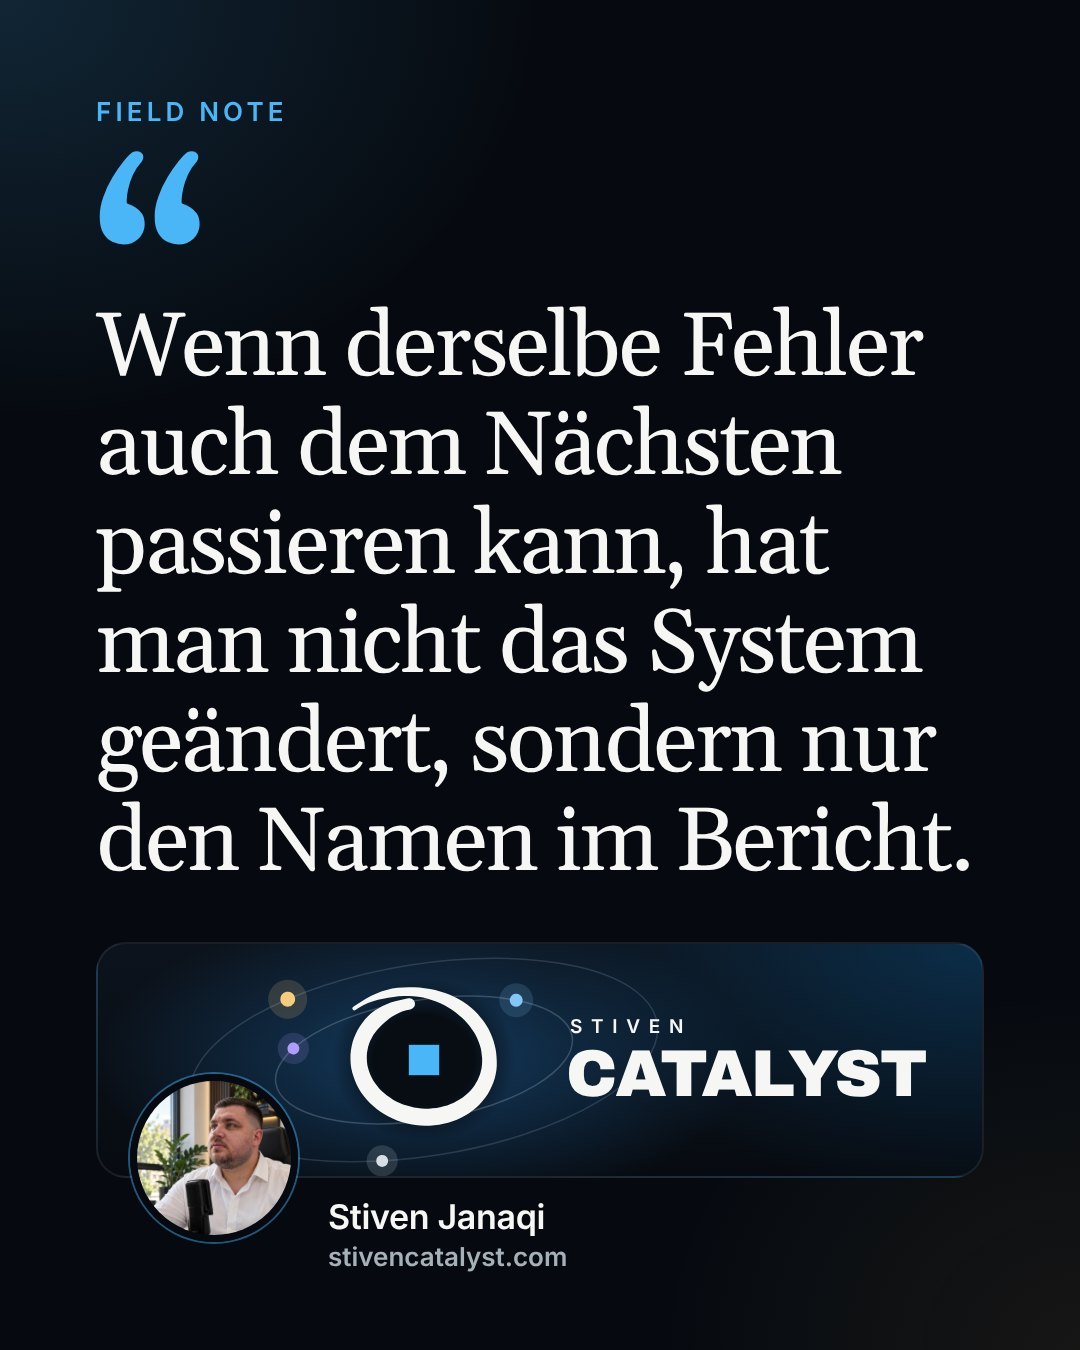 FIELD NOTE
“
Wenn derselbe Fehler
auch dem Nächsten
passieren kann, hat
man nicht das System
geändert, sondern nur
den Namen im Bericht.
STIVEN
CATALYST
Stiven Janaqi
stivencatalyst.com